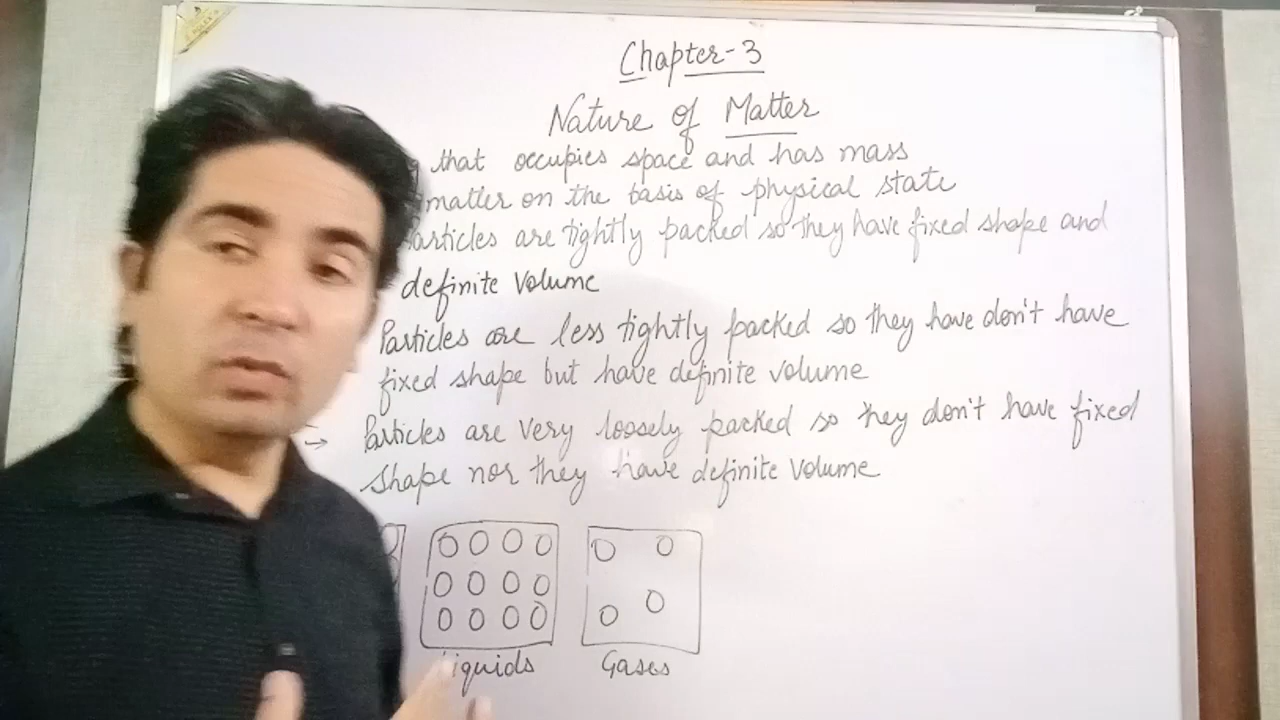 Chapter-3
Nature of Matter
that occupies space and has mass
matter on the basis of physical state
Particles are tightly packed so they have fixed shape and
definite volume
Particles are less tightly packed so they have don't have
fixed shape but have definite volume
→ Particles are very loosely packed so they don't have fixed
shape nor they have definite volume
Liquids Gases